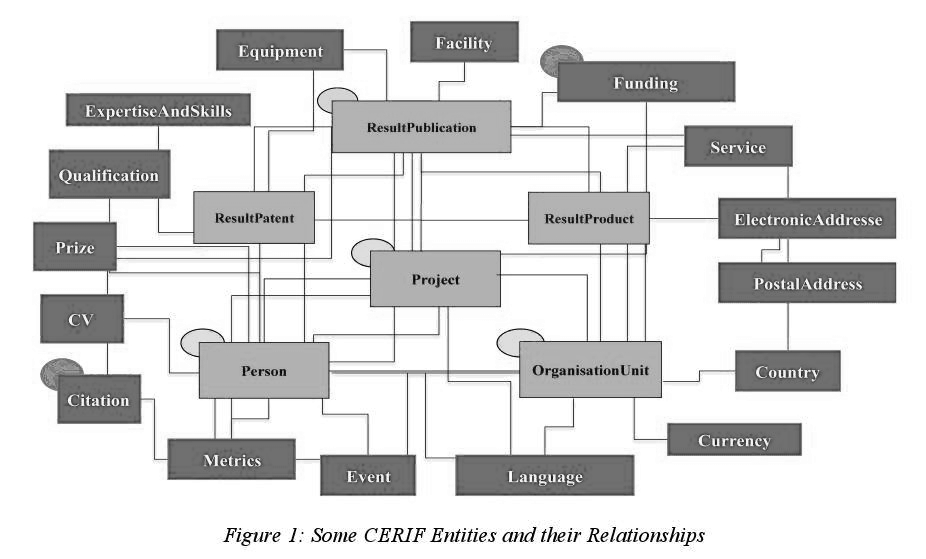 Equipment
Facility
Funding
ExpertiseAndSkills
ResultPublication
Service
Qualification
ResultPatent
ResultProduct
ElectronicAddresse
Prize
Project
PostalAddress
CV
Person
OrganisationUnit
Country
Citation
Currency
Metrics
Event
Language
Figure 1: Some CERIF Entities and their Relationships